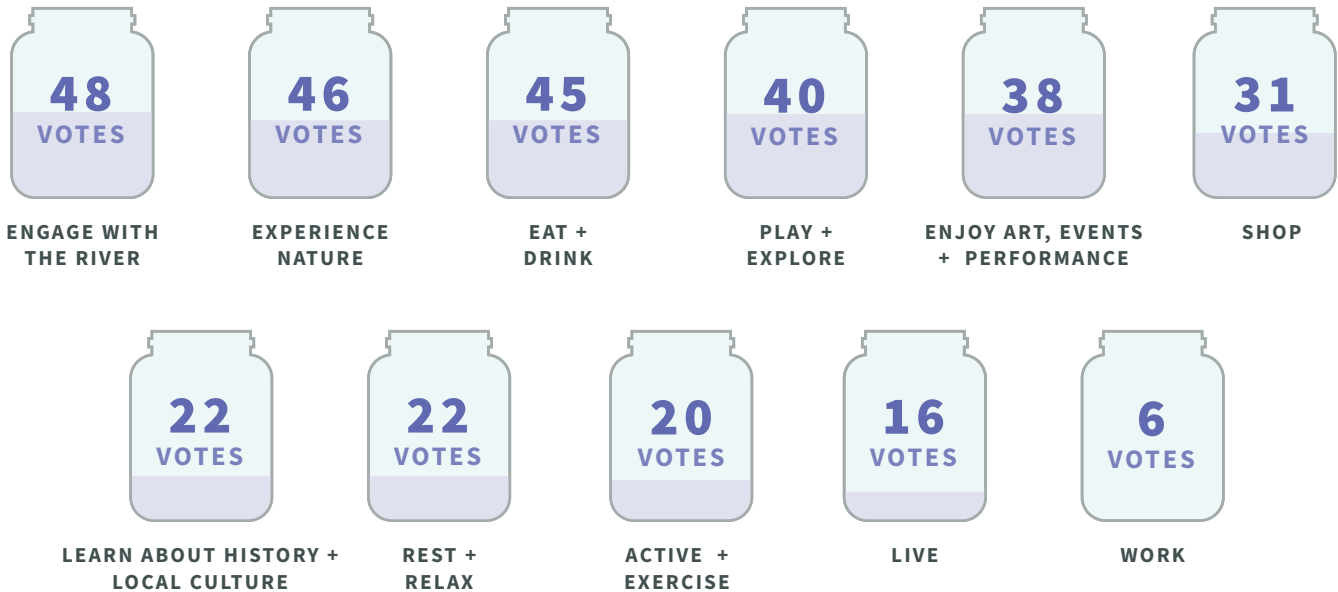 48
VOTES
ENGAGE WITH
THE RIVER
46
VOTES
EXPERIENCE
NATURE
45
VOTES
EAT +
DRINK
40
VOTES
PLAY +
EXPLORE
38
VOTES
ENJOY ART, EVENTS
+ PERFORMANCE
31
VOTES
SHOP
22
VOTES
LEARN ABOUT HISTORY +
LOCAL CULTURE
22
VOTES
REST +
RELAX
20
VOTES
ACTIVE +
EXERCISE
16
VOTES
LIVE
6
VOTES
WORK